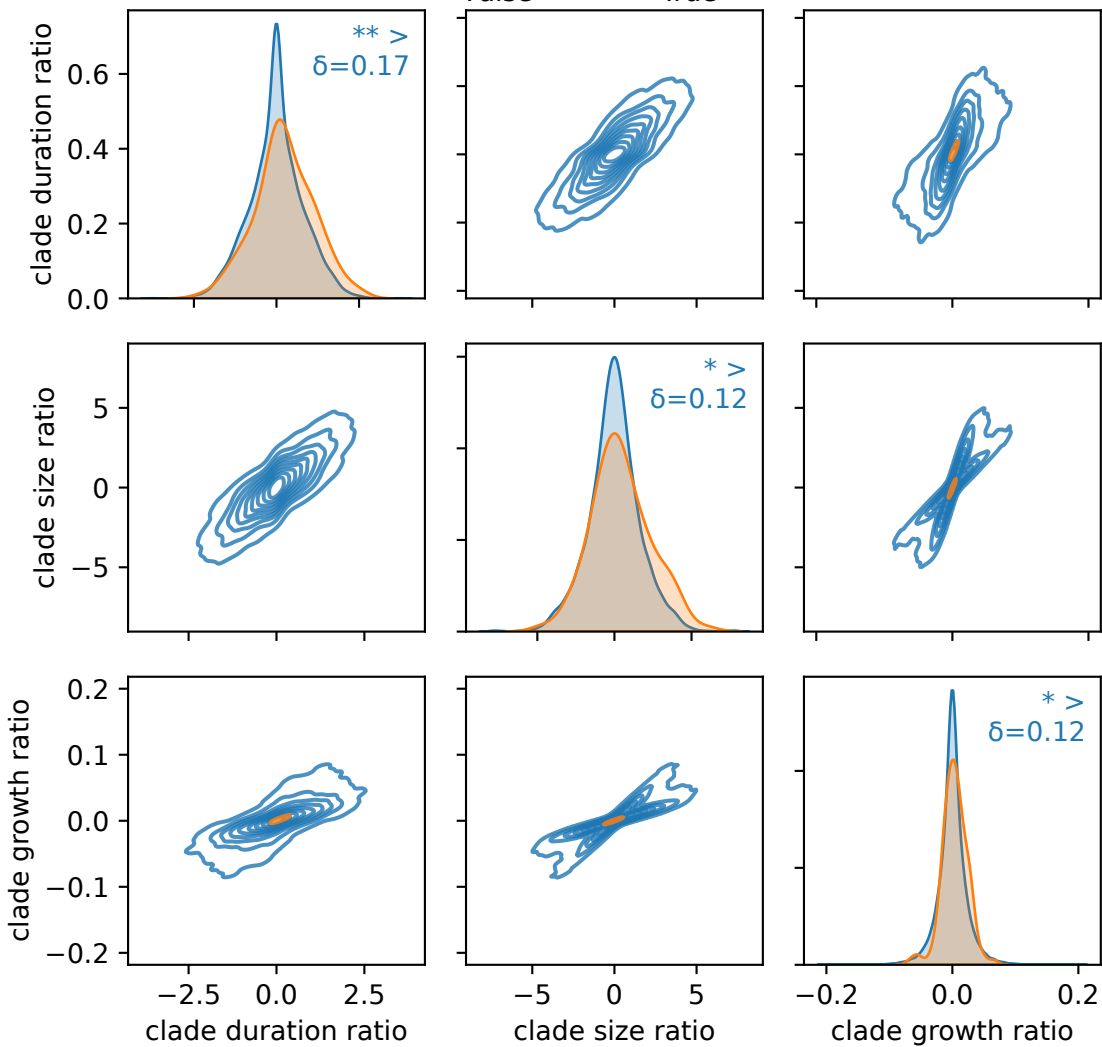 clade duration ratio
0.6
0.4
0.2
0.0
** >
δ=0.17
clade size ratio
5
0
−5
* >
δ=0.12
clade growth ratio
0.2
0.1
0.0
−0.1
−0.2
* >
δ=0.12
−2.5 0.0 2.5
−5 0 5
−0.2 0.0 0.2
clade duration ratio
clade size ratio
clade growth ratio